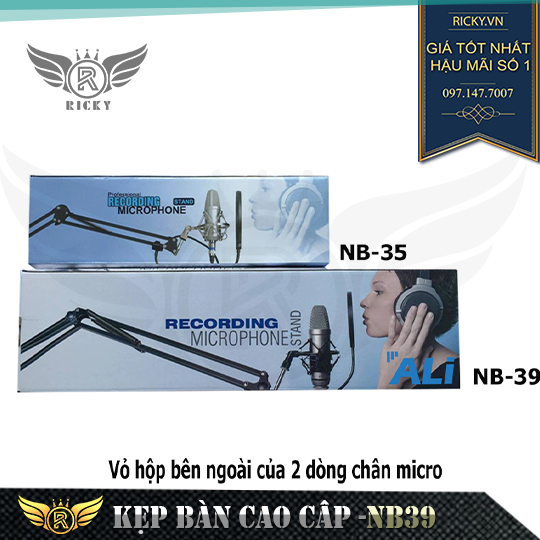 RICKY
RICKY.VN
GIÁ TỐT NHẤT
HẬU MÃI SỐ 1
097.147.7007
Professional
RECORDING STAND
MICROPHONE
NB-35
RECORDING
MICROPHONE
STAND
ALi
NB-39
Vỏ hộp bên ngoài của 2 dòng chân micro
KẸP BÀN CAO CÂP -NB39